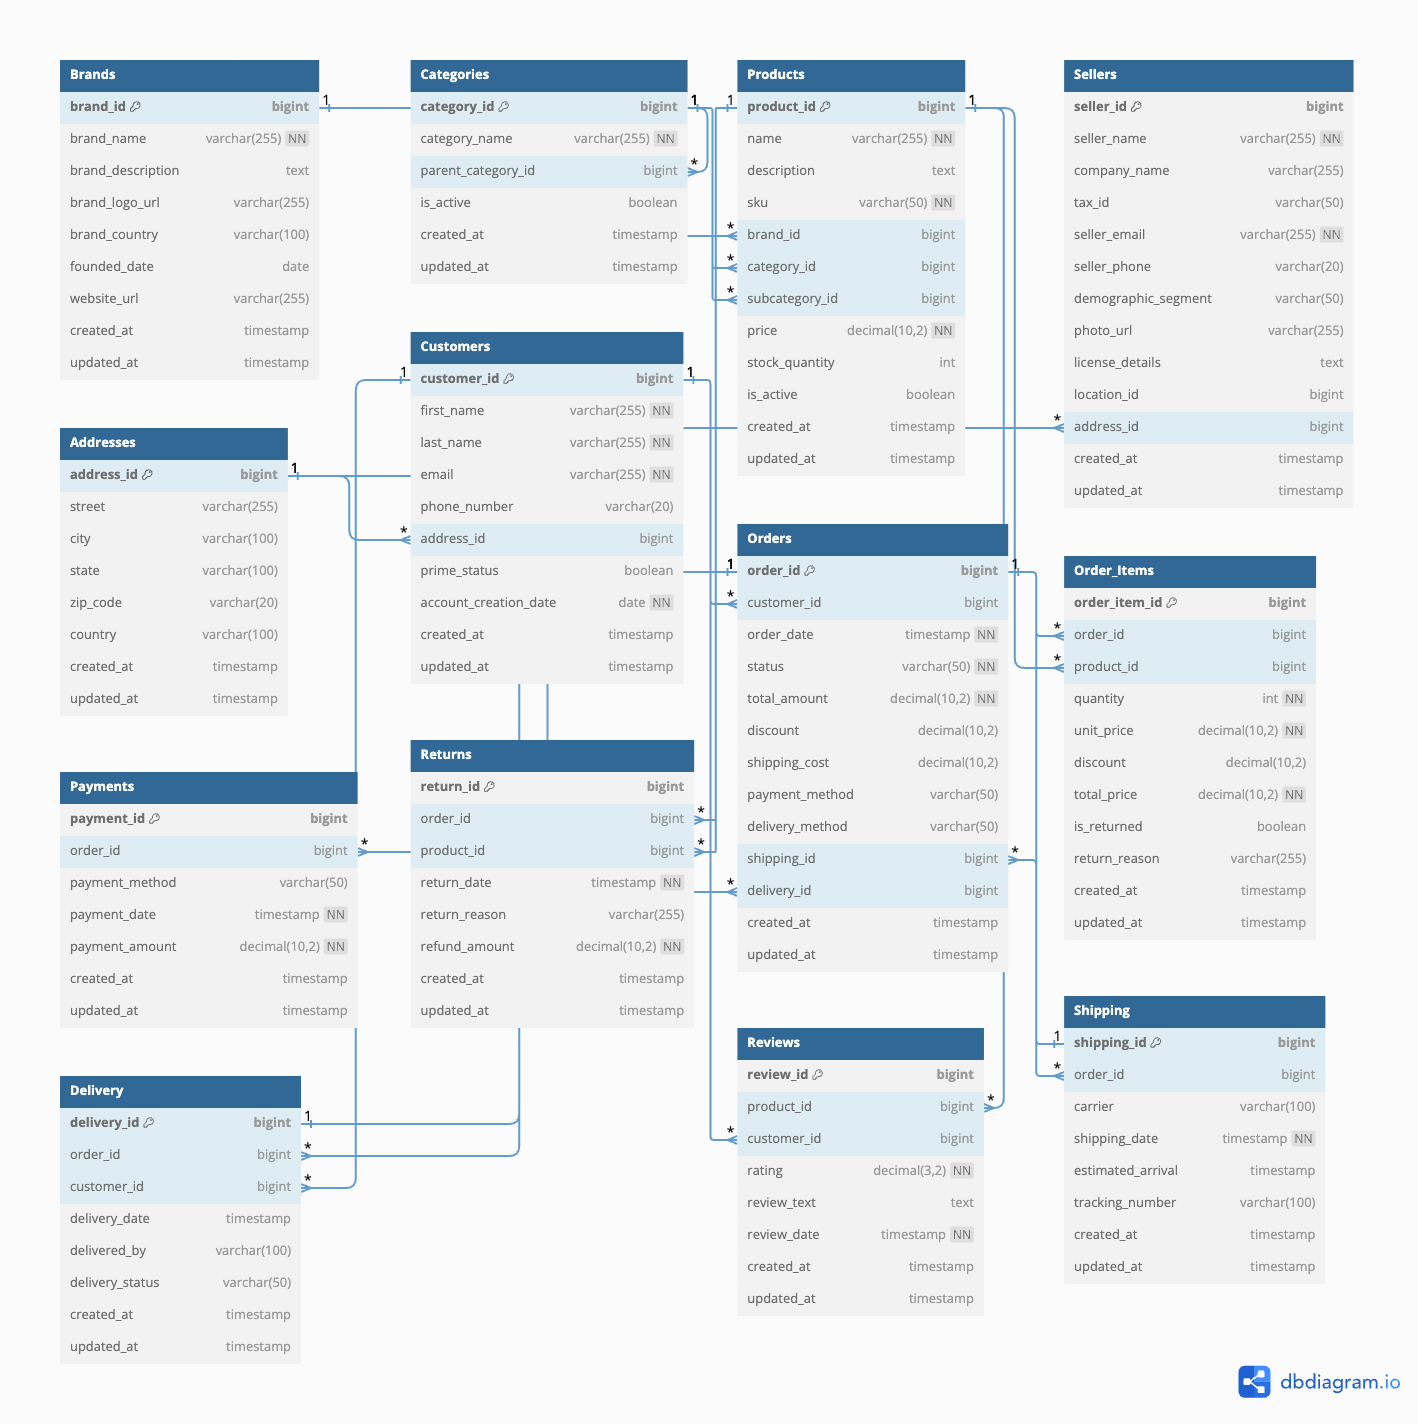 Brands
brand_id bigint
brand_name varchar(255) NN
brand_description text
brand_logo_url varchar(255)
brand_country varchar(100)
founded_date date
website_url varchar(255)
created_at timestamp
updated_at timestamp
1
Categories
category_id bigint
category_name varchar(255) NN
parent_category_id bigint
is_active boolean
created_at timestamp
updated_at timestamp
1
*
Products
1
product_id bigint
1
name varchar(255) NN
description text
sku varchar(50) NN
*
brand_id bigint
*
category_id bigint
*
subcategory_id bigint
price decimal(10,2) NN
stock_quantity int
is_active boolean
created_at timestamp
updated_at timestamp
Sellers
seller_id bigint
seller_name varchar(255) NN
company_name varchar(255)
tax_id varchar(50)
seller_email varchar(255) NN
seller_phone varchar(20)
demographic_segment varchar(50)
photo_url varchar(255)
license_details text
location_id bigint
*
address_id bigint
created_at timestamp
updated_at timestamp
Customers
1
customer_id bigint
1
first_name varchar(255) NN
last_name varchar(255) NN
email varchar(255) NN
phone_number varchar(20)
*
address_id bigint
prime_status boolean
account_creation_date date NN
created_at timestamp
updated_at timestamp
Addresses
address_id bigint
1
street varchar(255)
city varchar(100)
state varchar(100)
zip_code varchar(20)
country varchar(100)
created_at timestamp
updated_at timestamp
Orders
1
order_id bigint
1
*
customer_id bigint
order_date timestamp NN
status varchar(50) NN
total_amount decimal(10,2) NN
discount decimal(10,2)
shipping_cost decimal(10,2)
payment_method varchar(50)
delivery_method varchar(50)
shipping_id bigint
*
*
delivery_id bigint
created_at timestamp
updated_at timestamp
Order_Items
order_item_id bigint
*
order_id bigint
*
product_id bigint
quantity int NN
unit_price decimal(10,2) NN
discount decimal(10,2)
total_price decimal(10,2) NN
is_returned boolean
return_reason varchar(255)
created_at timestamp
updated_at timestamp
Payments
payment_id bigint
order_id bigint
*
payment_method varchar(50)
payment_date timestamp NN
payment_amount decimal(10,2) NN
created_at timestamp
updated_at timestamp
Returns
return_id bigint
order_id bigint
*
product_id bigint
*
return_date timestamp NN
return_reason varchar(255)
refund_amount decimal(10,2) NN
created_at timestamp
updated_at timestamp
Delivery
delivery_id bigint
1
order_id bigint
*
customer_id bigint
*
delivery_date timestamp
delivered_by varchar(100)
delivery_status varchar(50)
created_at timestamp
updated_at timestamp
Reviews
review_id bigint
product_id bigint
*
*
customer_id bigint
rating decimal(3,2) NN
review_text text
review_date timestamp NN
created_at timestamp
updated_at timestamp
Shipping
1
shipping_id bigint
*
order_id bigint
carrier varchar(100)
shipping_date timestamp NN
estimated_arrival timestamp
tracking_number varchar(100)
created_at timestamp
updated_at timestamp
dbdiagram.io